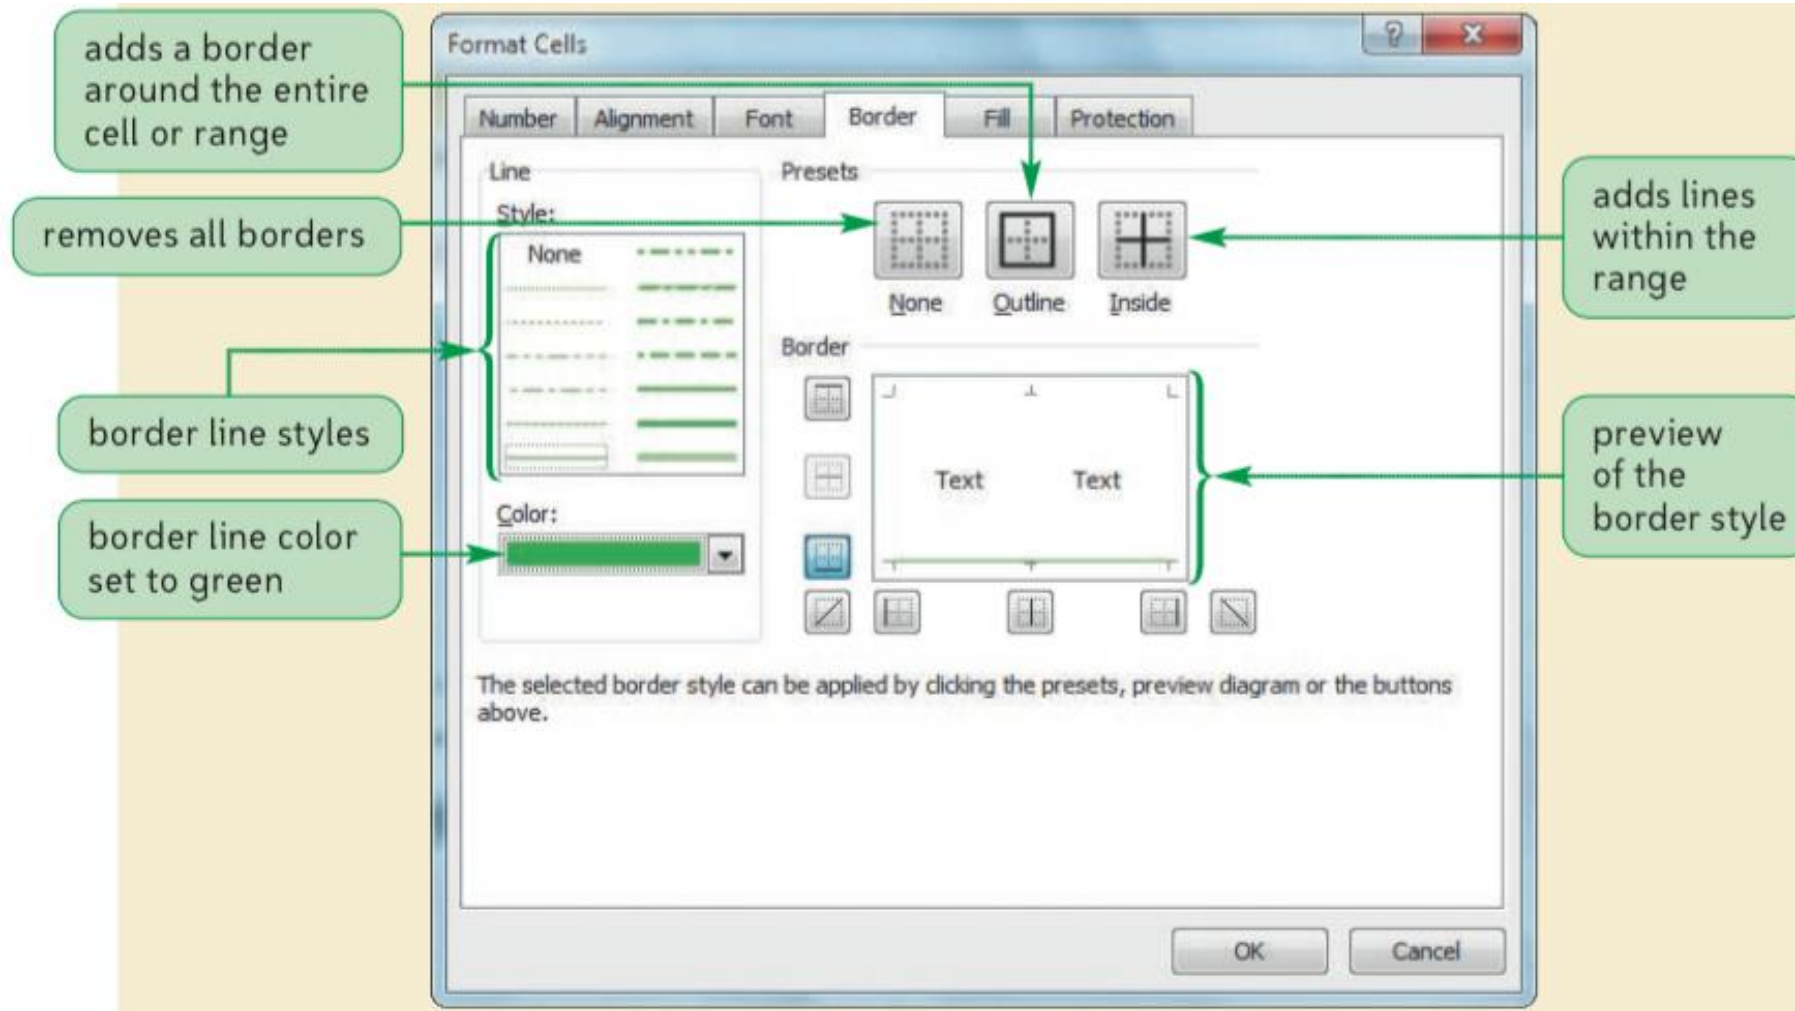 adds a border
around the entire
cell or range
removes all borders
border line styles
border line color
set to green
Format Cells
Number
Alignment
Font
Border
Fill
Protection
Line
Style:
None
Color:
Presets
None
Outline
Inside
Border
Text
Text
The selected border style can be applied by clicking the presets, preview diagram or the buttons
above.
OK
Cancel
adds lines
within the
range
preview
of the
border style